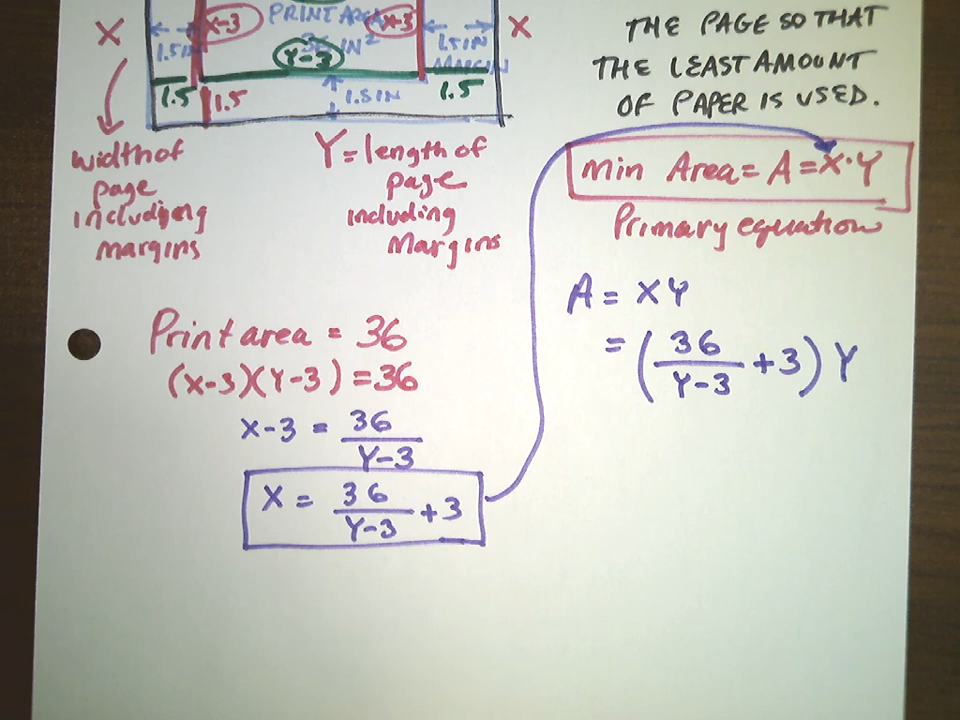 X
1.5IN
X-3
PRINT AREA
36 IN²
X-3
Y-3
1.5 IN
MARGIN
X
1.5
1.5
1.5IN
1.5
THE PAGE SO THAT
THE LEAST AMOUNT
OF PAPER IS USED.
width of
page
including
margins
Y = length of
page
including
Margins
min Area = A = X·Y
Primary equation
Print area = 36
(X-3)(Y-3) = 36
X-3 = 36/(Y-3)
X = 36/(Y-3) + 3
A = XY
= (36/(Y-3) + 3) Y